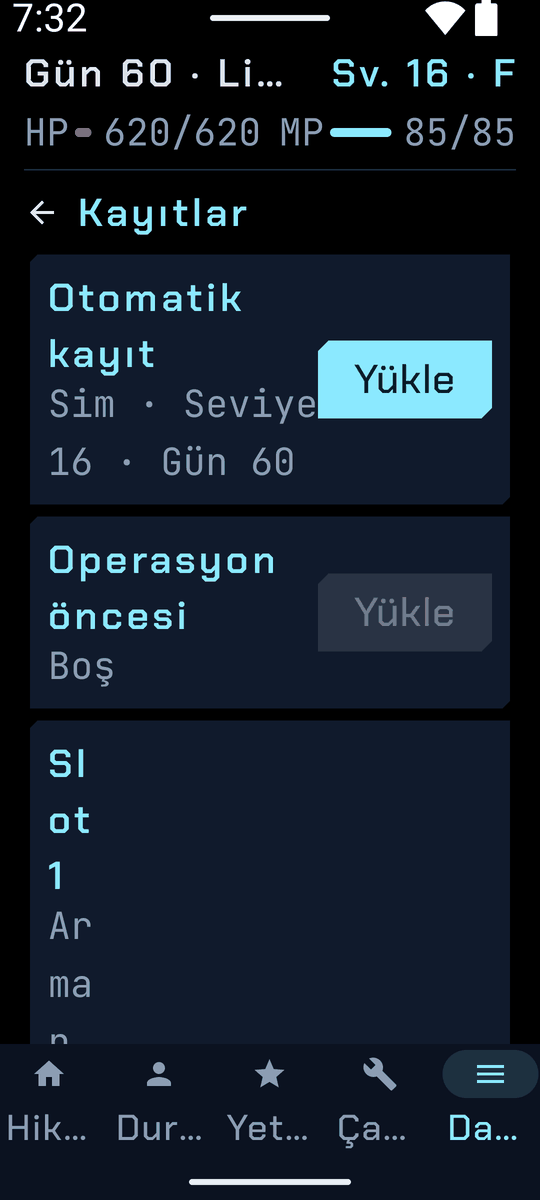 7:32
Gün 60 · Li... Sv. 16 · F
HP 620/620 MP 85/85
Kayıtlar
Otomatik
kayıt
Sim · Seviye
16 · Gün 60
Yükle
Operasyon
öncesi
Boş
Yükle
Sl
ot
1
Ar
ma
Hik... Dur... Yet... Ça... Da...